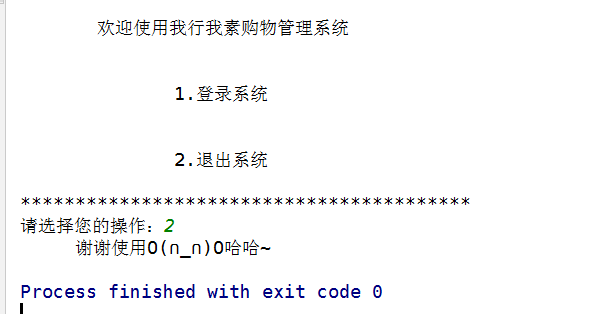 欢迎使用我行我素购物管理系统
1.登录系统
2.退出系统
*****************************************
请选择您的操作：2
谢谢使用O(∩_∩)O哈哈~
Process finished with exit code 0